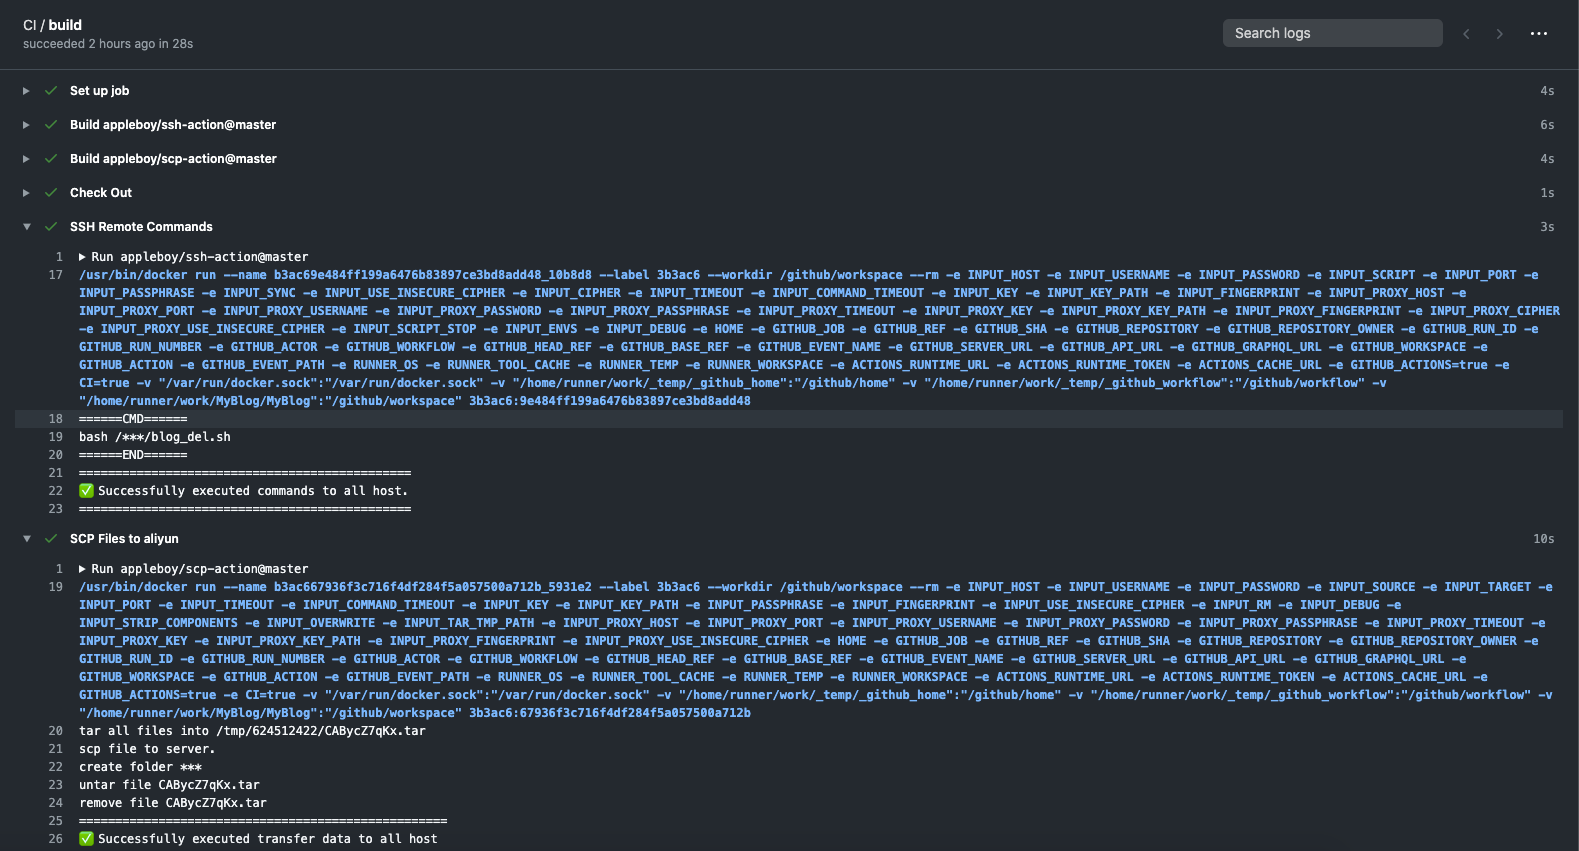 CI / build
succeeded 2 hours ago in 28s
Search logs
Set up job 4s
Build appleboy/ssh-action@master 6s
Build appleboy/scp-action@master 4s
Check Out 1s
SSH Remote Commands 3s
1 ▶ Run appleboy/ssh-action@master
17 /usr/bin/docker run --name b3ac69e484ff199a6476b83897ce3bd8add48_10b8d8 --label 3b3ac6 --workdir /github/workspace --rm -e INPUT_HOST -e INPUT_USERNAME -e INPUT_PASSWORD -e INPUT_SCRIPT -e INPUT_PORT -e
INPUT_PASSPHRASE -e INPUT_SYNC -e INPUT_USE_INSECURE_CIPHER -e INPUT_CIPHER -e INPUT_TIMEOUT -e INPUT_COMMAND_TIMEOUT -e INPUT_KEY -e INPUT_KEY_PATH -e INPUT_FINGERPRINT -e INPUT_PROXY_HOST -e
INPUT_PROXY_PORT -e INPUT_PROXY_USERNAME -e INPUT_PROXY_PASSWORD -e INPUT_PROXY_PASSPHRASE -e INPUT_PROXY_TIMEOUT -e INPUT_PROXY_KEY -e INPUT_PROXY_KEY_PATH -e INPUT_PROXY_FINGERPRINT -e INPUT_PROXY_CIPHER
-e INPUT_PROXY_USE_INSECURE_CIPHER -e INPUT_SCRIPT_STOP -e INPUT_ENVS -e INPUT_DEBUG -e HOME -e GITHUB_JOB -e GITHUB_REF -e GITHUB_SHA -e GITHUB_REPOSITORY -e GITHUB_REPOSITORY_OWNER -e GITHUB_RUN_ID -e
GITHUB_RUN_NUMBER -e GITHUB_ACTOR -e GITHUB_WORKFLOW -e GITHUB_HEAD_REF -e GITHUB_BASE_REF -e GITHUB_EVENT_NAME -e GITHUB_SERVER_URL -e GITHUB_API_URL -e GITHUB_GRAPHQL_URL -e GITHUB_WORKSPACE -e
GITHUB_ACTION -e GITHUB_EVENT_PATH -e RUNNER_OS -e RUNNER_TOOL_CACHE -e RUNNER_TEMP -e RUNNER_WORKSPACE -e ACTIONS_RUNTIME_URL -e ACTIONS_RUNTIME_TOKEN -e ACTIONS_CACHE_URL -e GITHUB_ACTIONS=true -e
CI=true -v "/var/run/docker.sock":"/var/run/docker.sock" -v "/home/runner/work/_temp/_github_home":"/github/home" -v "/home/runner/work/_temp/_github_workflow":"/github/workflow" -v
"/home/runner/work/MyBlog/MyBlog":"/github/workspace" 3b3ac6:9e484ff199a6476b83897ce3bd8add48
18 ======CMD======
19 bash /***/blog_del.sh
20 ======END======
21 ==============================================
22 ✅ Successfully executed commands to all host.
23 ==============================================
SCP Files to aliyun 10s
1 ▶ Run appleboy/scp-action@master
19 /usr/bin/docker run --name b3ac667936f3c716f4df284f5a057500a712b_5931e2 --label 3b3ac6 --workdir /github/workspace --rm -e INPUT_HOST -e INPUT_USERNAME -e INPUT_PASSWORD -e INPUT_SOURCE -e INPUT_TARGET -e
INPUT_PORT -e INPUT_TIMEOUT -e INPUT_COMMAND_TIMEOUT -e INPUT_KEY -e INPUT_KEY_PATH -e INPUT_PASSPHRASE -e INPUT_FINGERPRINT -e INPUT_USE_INSECURE_CIPHER -e INPUT_RM -e INPUT_DEBUG -e
INPUT_STRIP_COMPONENTS -e INPUT_OVERWRITE -e INPUT_TAR_TMP_PATH -e INPUT_PROXY_HOST -e INPUT_PROXY_PORT -e INPUT_PROXY_USERNAME -e INPUT_PROXY_PASSWORD -e INPUT_PROXY_PASSPHRASE -e INPUT_PROXY_TIMEOUT -e
INPUT_PROXY_KEY -e INPUT_PROXY_KEY_PATH -e INPUT_PROXY_FINGERPRINT -e INPUT_PROXY_USE_INSECURE_CIPHER -e HOME -e GITHUB_JOB -e GITHUB_REF -e GITHUB_SHA -e GITHUB_REPOSITORY -e GITHUB_REPOSITORY_OWNER -e
GITHUB_RUN_ID -e GITHUB_RUN_NUMBER -e GITHUB_ACTOR -e GITHUB_WORKFLOW -e GITHUB_HEAD_REF -e GITHUB_BASE_REF -e GITHUB_EVENT_NAME -e GITHUB_SERVER_URL -e GITHUB_API_URL -e GITHUB_GRAPHQL_URL -e
GITHUB_WORKSPACE -e GITHUB_ACTION -e GITHUB_EVENT_PATH -e RUNNER_OS -e RUNNER_TOOL_CACHE -e RUNNER_TEMP -e RUNNER_WORKSPACE -e ACTIONS_RUNTIME_URL -e ACTIONS_RUNTIME_TOKEN -e ACTIONS_CACHE_URL -e
GITHUB_ACTIONS=true -e CI=true -v "/var/run/docker.sock":"/var/run/docker.sock" -v "/home/runner/work/_temp/_github_home":"/github/home" -v "/home/runner/work/_temp/_github_workflow":"/github/workflow" -v
"/home/runner/work/MyBlog/MyBlog":"/github/workspace" 3b3ac6:67936f3c716f4df284f5a057500a712b
20 tar all files into /tmp/624512422/CABycZ7qKx.tar
21 scp file to server.
22 create folder ***
23 untar file CABycZ7qKx.tar
24 remove file CABycZ7qKx.tar
25 ===================================================
26 ✅ Successfully executed transfer data to all host